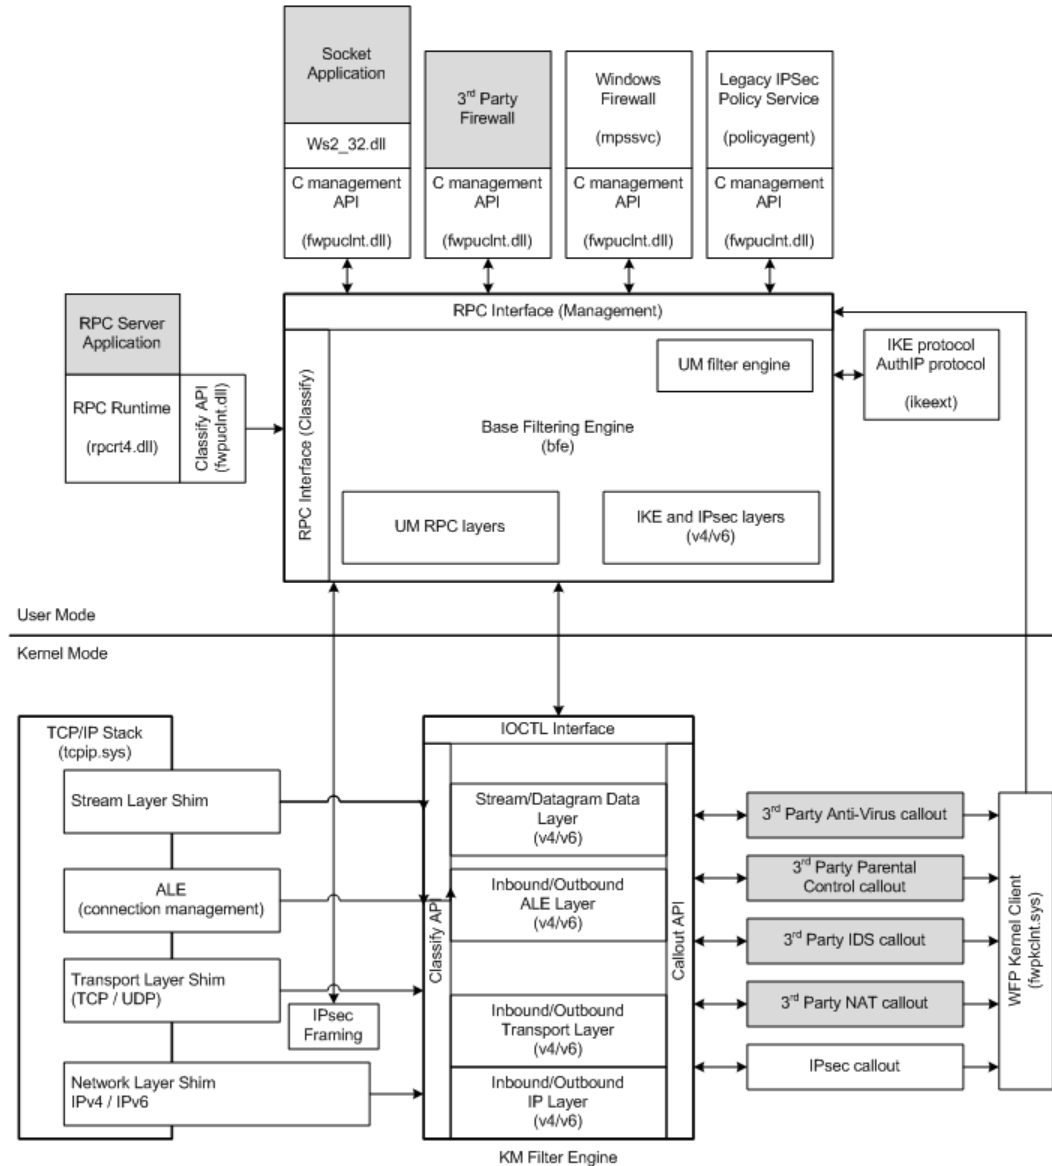 Socket
Application
Ws2_32.dll
C management
API
(fwpuclnt.dll)
3rd Party
Firewall
C management
API
(fwpuclnt.dll)
Windows
Firewall
(mpssvc)
C management
API
(fwpuclnt.dll)
Legacy IPSec
Policy Service
(policyagent)
C management
API
(fwpuclnt.dll)
RPC Server
Application
RPC Runtime
(rpcrt4.dll)
Classify API
(fwpuclnt.dll)
RPC Interface (Management)
RPC Interface (Classify)
UM filter engine
Base Filtering Engine
(bfe)
UM RPC layers
IKE and IPsec layers
(v4/v6)
IKE protocol
AuthIP protocol
(ikeext)
User Mode
Kernel Mode
TCP/IP Stack
(tcpip.sys)
Stream Layer Shim
ALE
(connection management)
Transport Layer Shim
(TCP / UDP)
Network Layer Shim
IPv4 / IPv6
IPsec
Framing
IOCTL Interface
Classify API
Stream/Datagram Data
Layer
(v4/v6)
Inbound/Outbound
ALE Layer
(v4/v6)
Inbound/Outbound
Transport Layer
(v4/v6)
Inbound/Outbound
IP Layer
(v4/v6)
Callout API
KM Filter Engine
3rd Party Anti-Virus callout
3rd Party Parental
Control callout
3rd Party IDS callout
3rd Party NAT callout
IPsec callout
WFP Kernel Client
(fwpkclnt.sys)